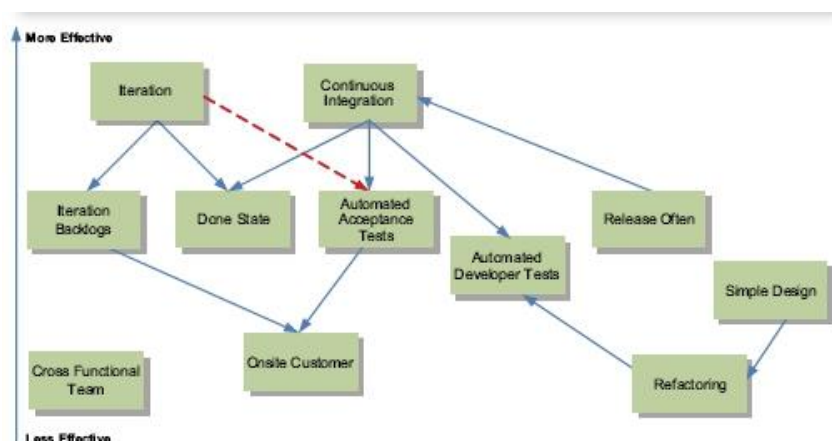 More Effective
Iteration
Continuous
Integration
Iteration
Backlogs
Done State
Automated
Acceptance
Tests
Release Often
Automated
Developer Tests
Simple Design
Onsite Customer
Cross Functional
Team
Refactoring
Less Effective